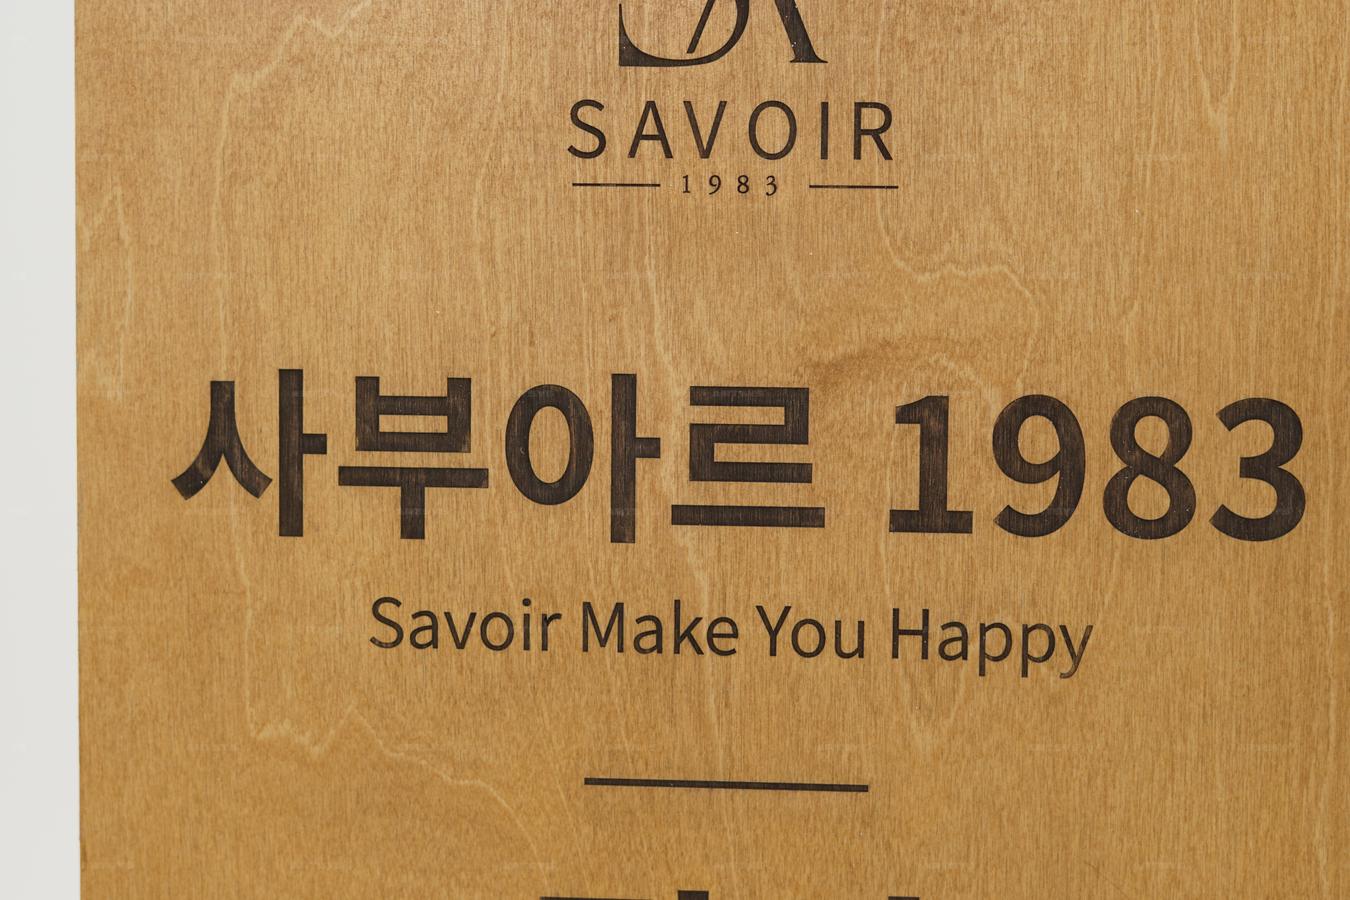 SAVOIR
1983
사부아르 1983
Savoir Make You Happy